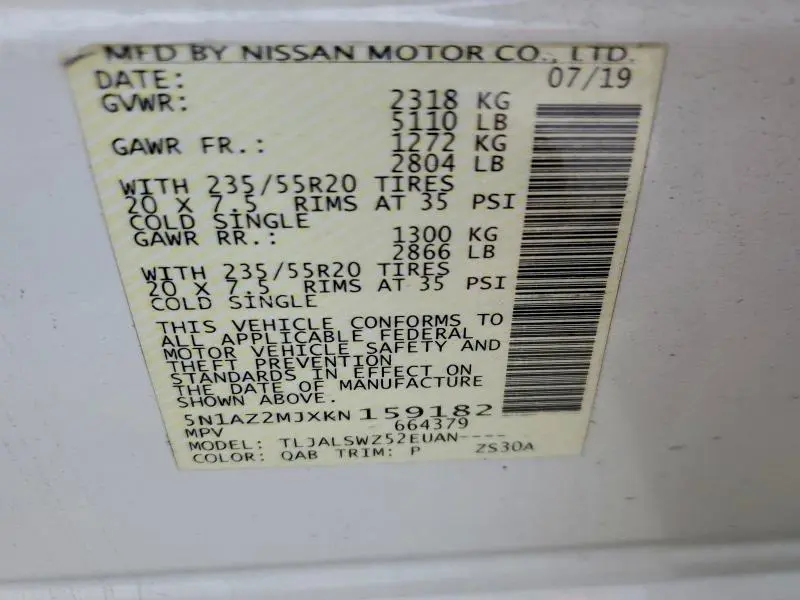 MFD BY NISSAN MOTOR CO., LTD.
DATE: 07/19
GVWR: 2318 KG
5110 LB
GAWR FR.: 1272 KG
2804 LB
WITH 235/55R20 TIRES
20 X 7.5 RIMS AT 35 PSI
COLD SINGLE
GAWR RR.: 1300 KG
2866 LB
WITH 235/55R20 TIRES
20 X 7.5 RIMS AT 35 PSI
COLD SINGLE
THIS VEHICLE CONFORMS TO
ALL APPLICABLE FEDERAL
MOTOR VEHICLE SAFETY AND
THEFT PREVENTION
STANDARDS IN EFFECT ON
THE DATE OF MANUFACTURE
SHOWN ABOVE.
5N1AZ2MJXKN159182
MPV 664379
MODEL: TLJALSWZ52EUAN----
COLOR: QAB TRIM: P ZS30A